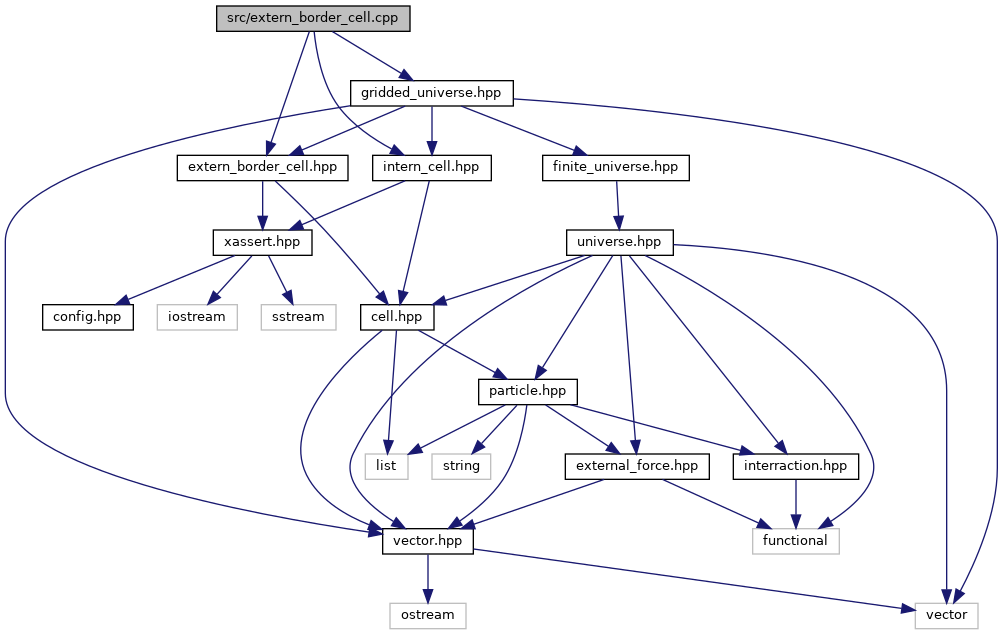 src/extern_border_cell.cpp
gridded_universe.hpp
extern_border_cell.hpp
intern_cell.hpp
finite_universe.hpp
xassert.hpp
universe.hpp
config.hpp
iostream
sstream
cell.hpp
particle.hpp
list
string
external_force.hpp
interraction.hpp
vector.hpp
functional
ostream
vector